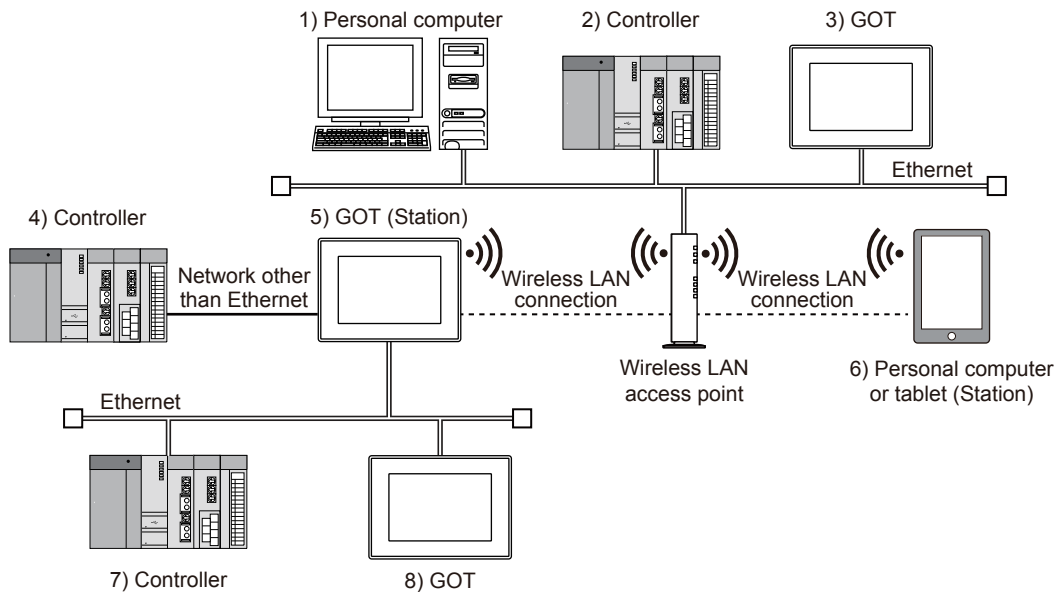 1) Personal computer
2) Controller
3) GOT
Ethernet
4) Controller
5) GOT (Station)
Network other
than Ethernet
Wireless LAN
connection
Wireless LAN
connection
Wireless LAN
access point
6) Personal computer
or tablet (Station)
Ethernet
7) Controller
8) GOT